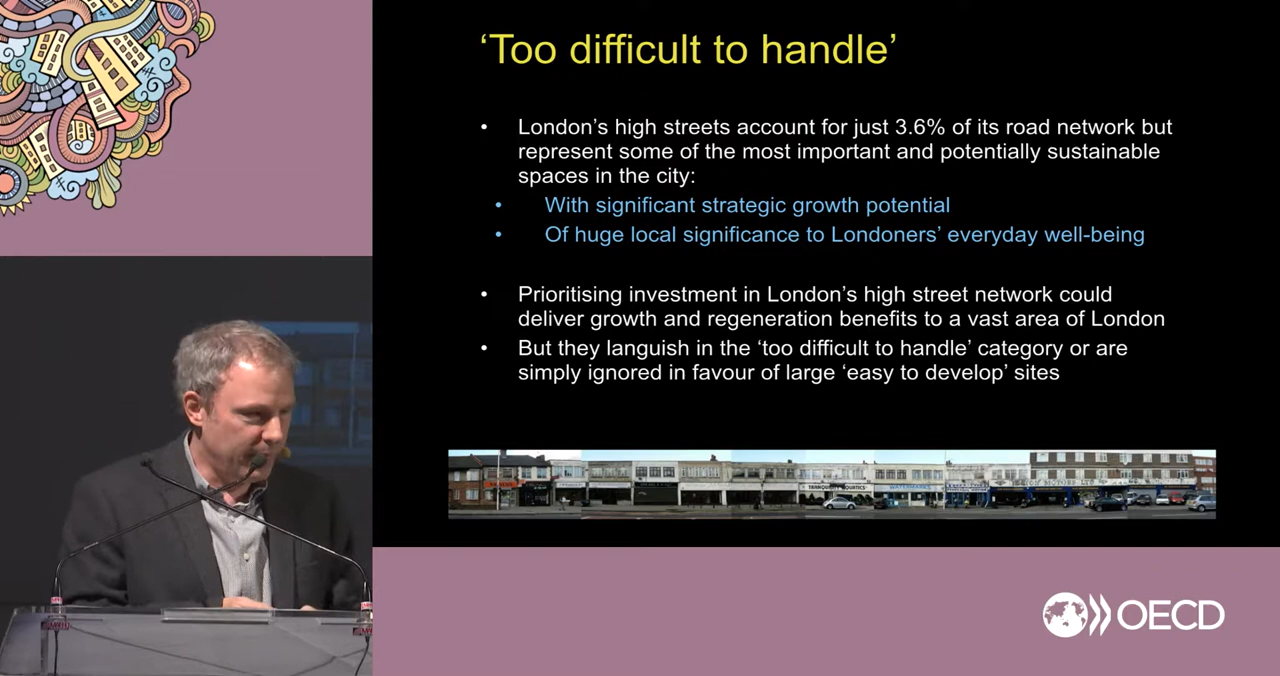 ‘Too difficult to handle’
• London’s high streets account for just 3.6% of its road network but
represent some of the most important and potentially sustainable
spaces in the city:
• With significant strategic growth potential
• Of huge local significance to Londoners’ everyday well-being
• Prioritising investment in London’s high street network could
deliver growth and regeneration benefits to a vast area of London
• But they languish in the ‘too difficult to handle’ category or are
simply ignored in favour of large ‘easy to develop’ sites
OECD